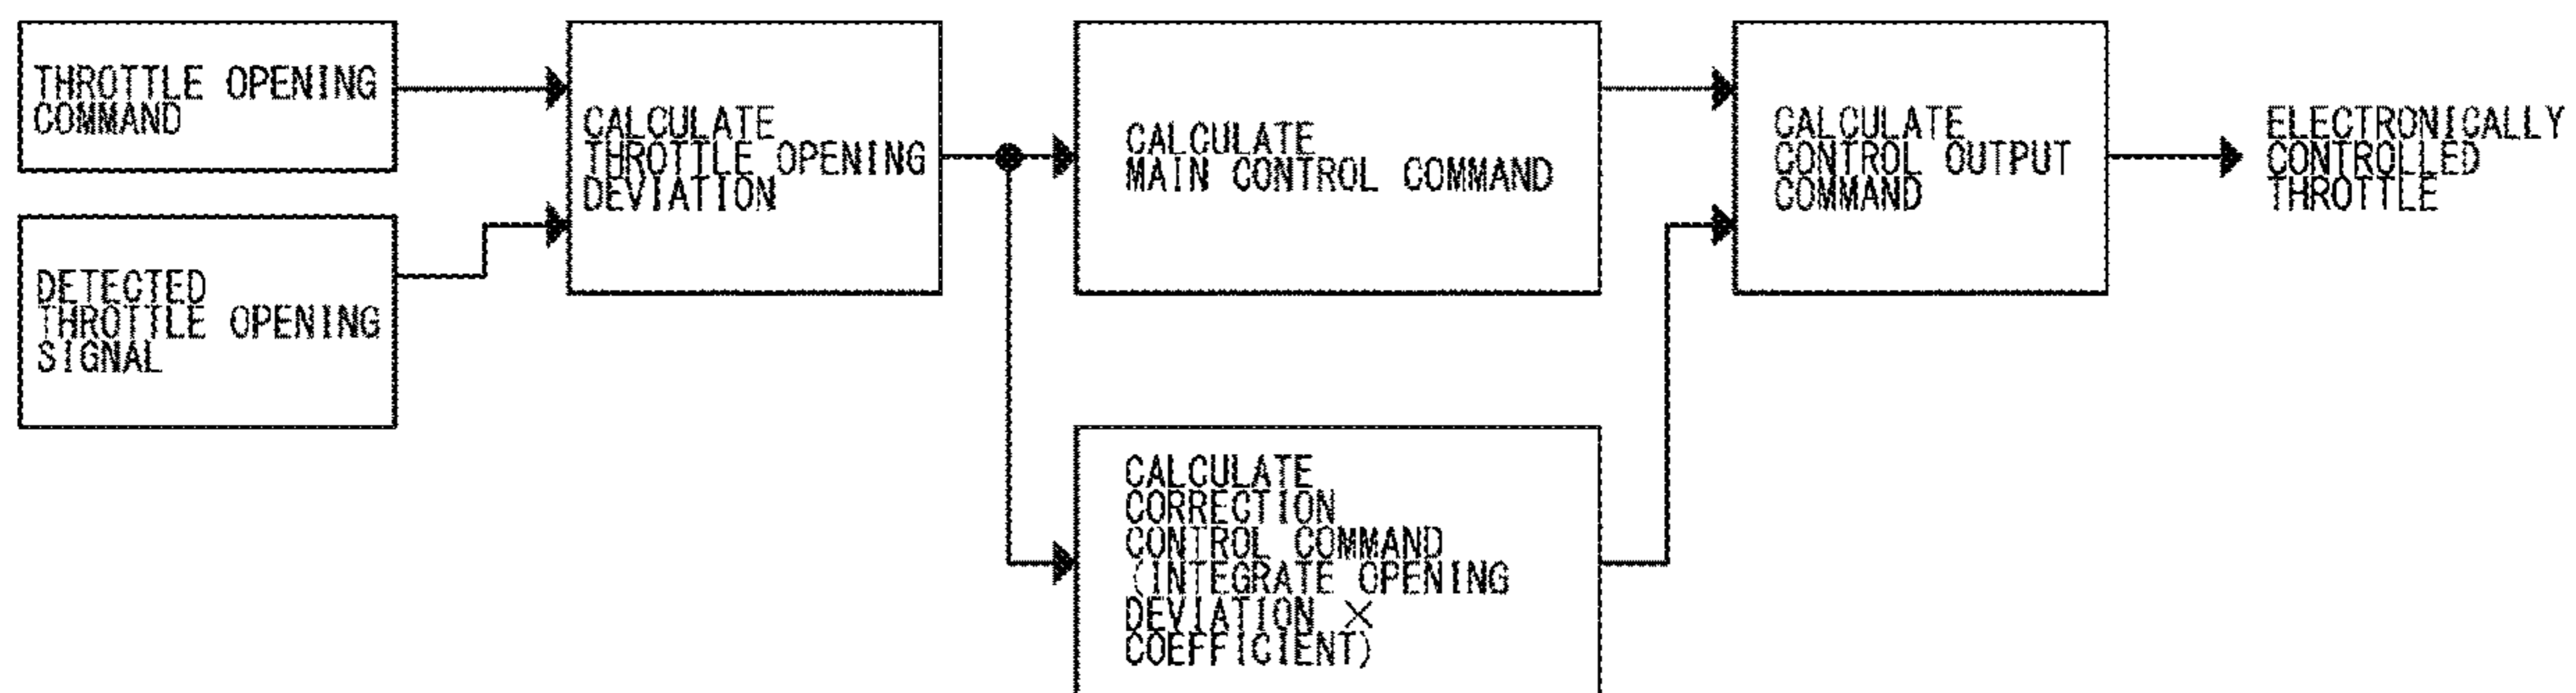 THROTTLE OPENING
COMMAND
DETECTED
THROTTLE OPENING
SIGNAL
CALCULATE
THROTTLE OPENING
DEVIATION
CALCULATE
MAIN CONTROL COMMAND
CALCULATE
CORRECTION
CONTROL COMMAND
(INTEGRATE OPENING
DEVIATION ×
COEFFICIENT)
CALCULATE
CONTROL OUTPUT
COMMAND
ELECTRONICALLY
CONTROLLED
THROTTLE